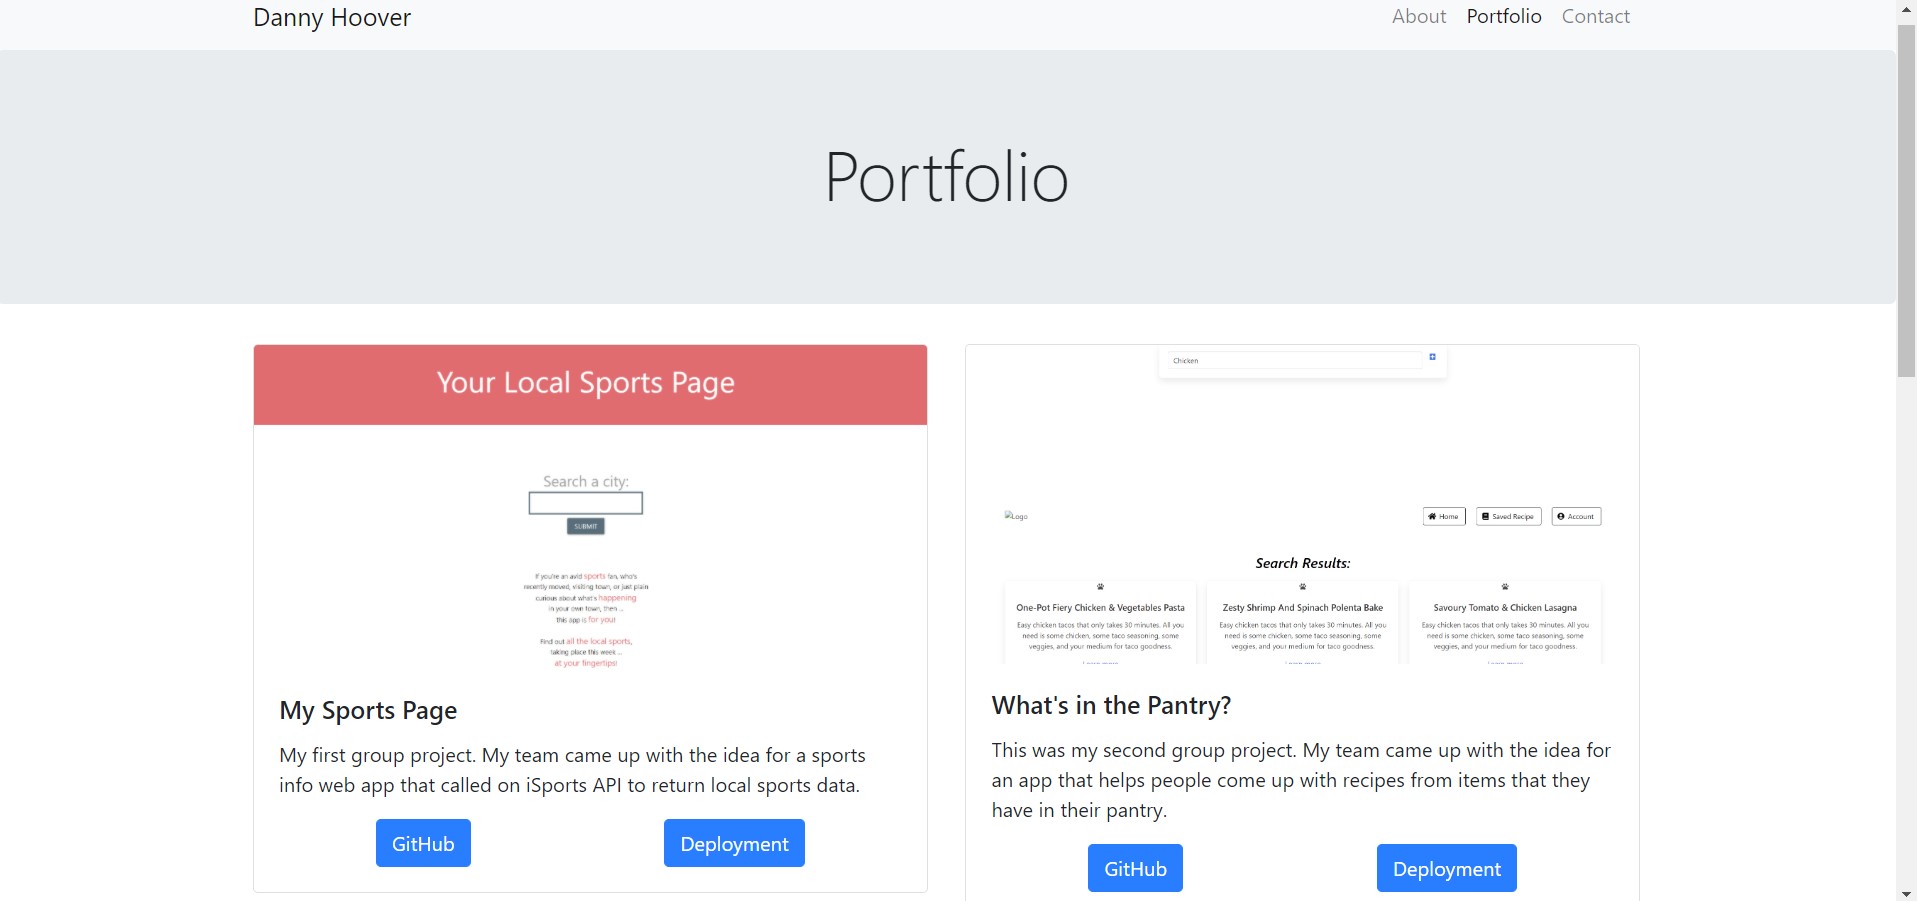 Danny Hoover
About Portfolio Contact
Portfolio
Your Local Sports Page
Search a city:
SUBMIT
If you're an avid sports fan, who's
recently moved, visiting town, or just plain
curious about what's happening
in your own town, then ...
this app is for you!
Find out all the local sports,
taking place this week ...
at your fingertips!
My Sports Page
My first group project. My team came up with the idea for a sports
info web app that called on iSports API to return local sports data.
GitHub
Deployment
Chicken
Logo
Home
Saved Recipe
Account
Search Results:
One-Pot Fiery Chicken & Vegetables Pasta
Easy chicken tacos that only takes 30 minutes. All you
need is some chicken, some taco seasoning, some
veggies, and your medium for taco goodness.
Learn more
Zesty Shrimp And Spinach Polenta Bake
Easy chicken tacos that only takes 30 minutes. All you
need is some chicken, some taco seasoning, some
veggies, and your medium for taco goodness.
Learn more
Savoury Tomato & Chicken Lasagna
Easy chicken tacos that only takes 30 minutes. All you
need is some chicken, some taco seasoning, some
veggies, and your medium for taco goodness.
Learn more
What's in the Pantry?
This was my second group project. My team came up with the idea for
an app that helps people come up with recipes from items that they
have in their pantry.
GitHub
Deployment